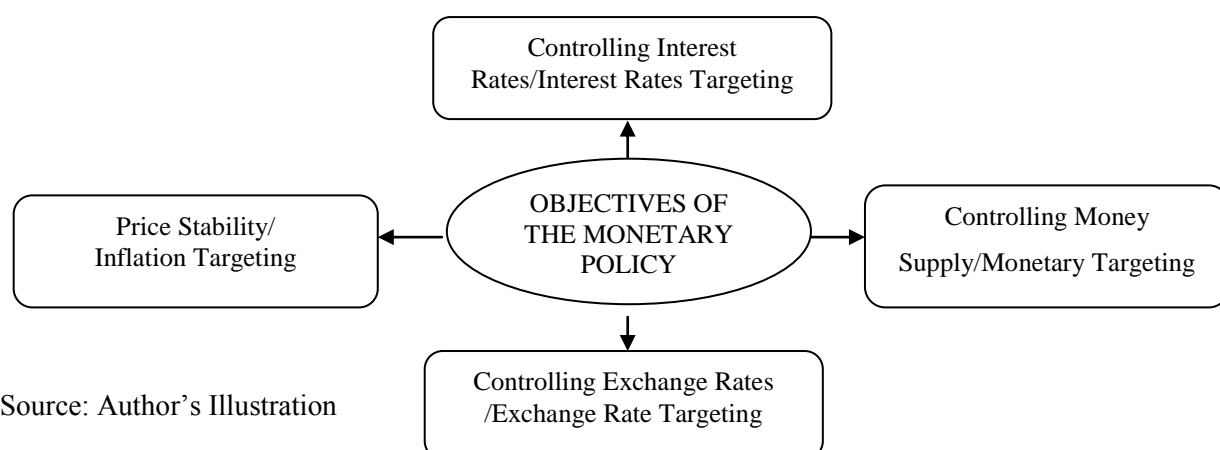 Controlling Interest
Rates/Interest Rates Targeting
OBJECTIVES OF
THE MONETARY
POLICY
Price Stability/
Inflation Targeting
Controlling Money
Supply/Monetary Targeting
Controlling Exchange Rates
/Exchange Rate Targeting
Source: Author’s Illustration